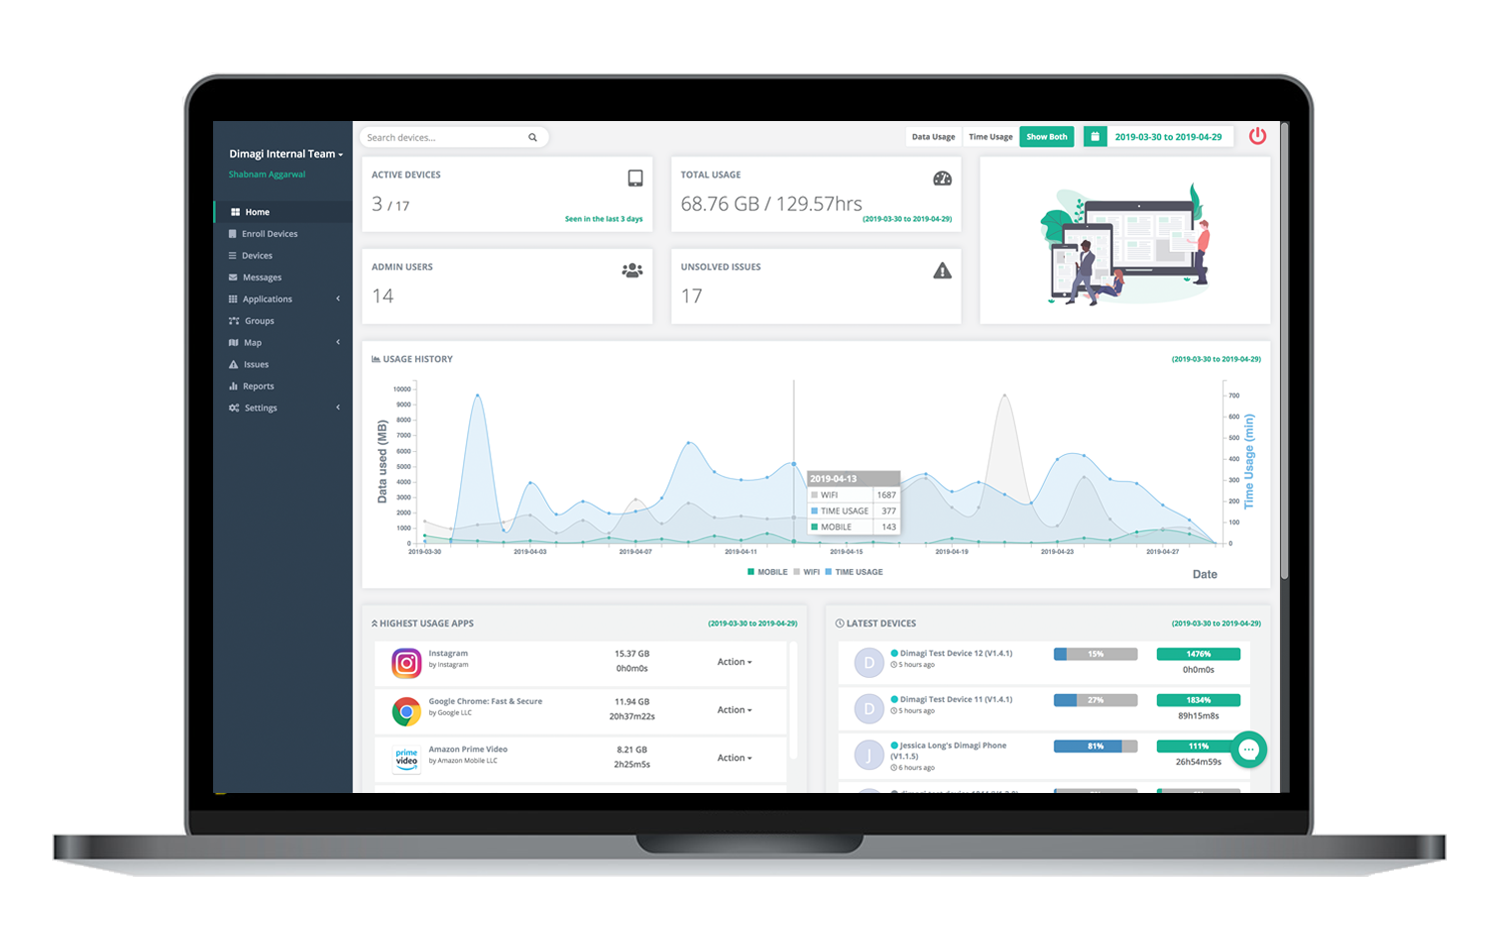 Dimagi Internal Team
Shabnam Aggarwal
Home
Enroll Devices
Devices
Messages
Applications
Groups
Map
Issues
Reports
Settings
Search devices...
Data Usage
Time Usage
Show Both
2019-03-30 to 2019-04-29
ACTIVE DEVICES
3 / 17
Seen in the last 3 days
TOTAL USAGE
68.76 GB / 129.57hrs
(2019-03-30 to 2019-04-29)
ADMIN USERS
14
UNSOLVED ISSUES
17
USAGE HISTORY
(2019-03-30 to 2019-04-29)
Data used (MB)
10000
9000
8000
7000
6000
5000
4000
3000
2000
1000
0
700
600
500
400
300
200
100
0
Time Usage (min)
2019-04-13
WIFI 1687
TIME USAGE 377
MOBILE 143
2019-03-30
2019-04-03
2019-04-07
2019-04-11
2019-04-15
2019-04-19
2019-04-23
2019-04-27
MOBILE WIFI TIME USAGE
Date
HIGHEST USAGE APPS
(2019-03-30 to 2019-04-29)
Instagram
by Instagram
15.37 GB
0h0m0s
Action
Google Chrome: Fast & Secure
by Google LLC
11.94 GB
20h37m22s
Action
prime
video
Amazon Prime Video
by Amazon Mobile LLC
8.21 GB
2h25m5s
Action
LATEST DEVICES
(2019-03-30 to 2019-04-29)
D
Dimagi Test Device 12 (V1.4.1)
5 hours ago
15%
1476%
0h0m0s
D
Dimagi Test Device 11 (V1.4.1)
5 hours ago
27%
1834%
89h15m8s
J
Jessica Long's Dimagi Phone
(V1.1.5)
6 hours ago
81%
111%
26h54m59s